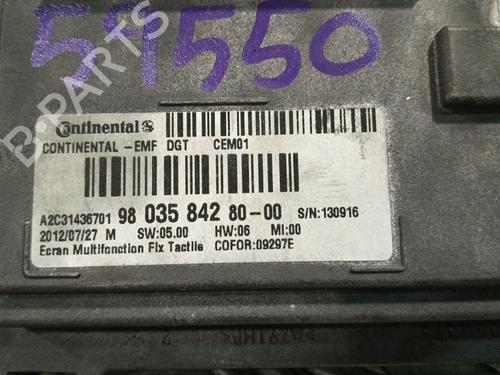 59550
B-PARTS
Continental
CONTINENTAL -EMF DGT CEM01
A2C31436701 98 035 842 80-00 S/N:130916
2012/07/27 M SW:05.00 HW:06 MI:00
Ecran Multifonction Fix Tactile COFOR:09297E